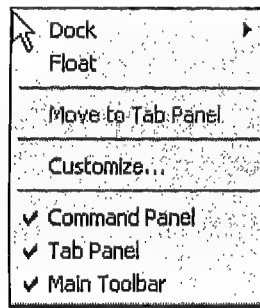 Dock
Float
Move to Tab Panel
Customize...
Command Panel
Tab Panel
Main Toolbar